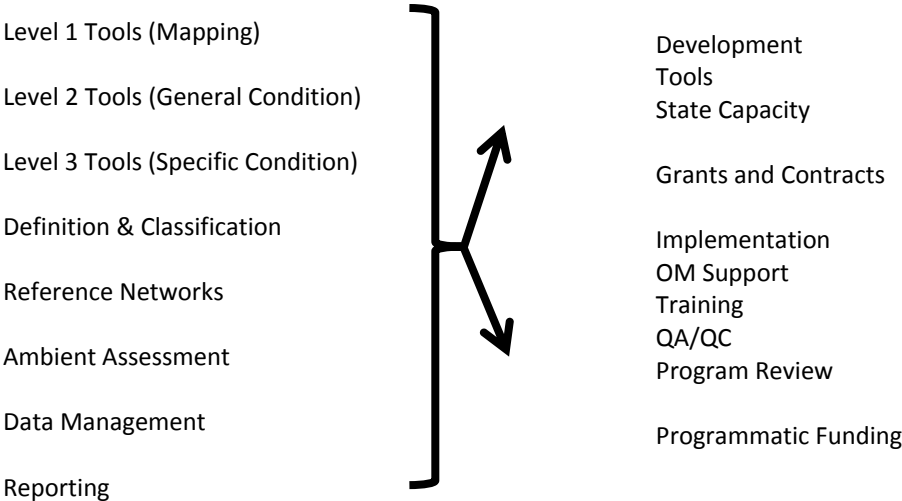 Level 1 Tools (Mapping)
Level 2 Tools (General Condition)
Level 3 Tools (Specific Condition)
Definition & Classification
Reference Networks
Ambient Assessment
Data Management
Reporting
Development
Tools
State Capacity
Grants and Contracts
Implementation
OM Support
Training
QA/QC
Program Review
Programmatic Funding